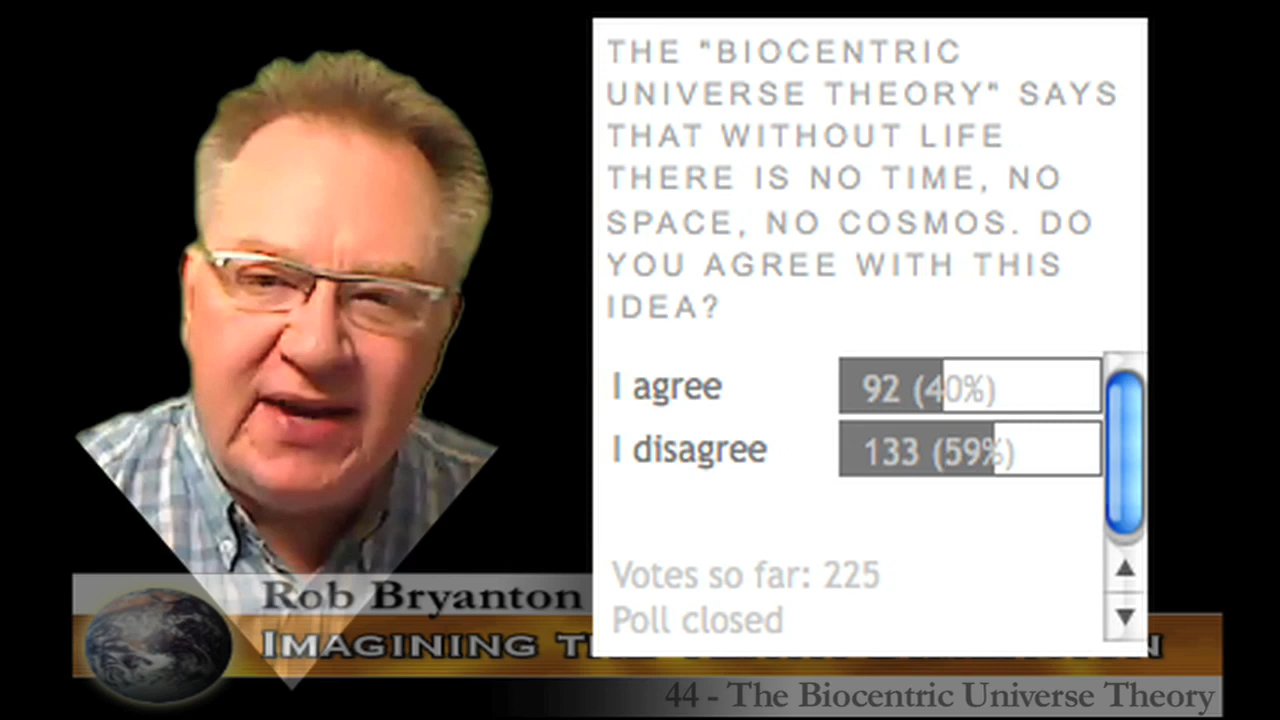 THE "BIOCENTRIC
UNIVERSE THEORY" SAYS
THAT WITHOUT LIFE
THERE IS NO TIME, NO
SPACE, NO COSMOS. DO
YOU AGREE WITH THIS
IDEA?
I agree 92 (40%)
I disagree 133 (59%)
Votes so far: 225
Poll closed
Rob Bryanton
IMAGINING
44 - The Biocentric Universe Theory